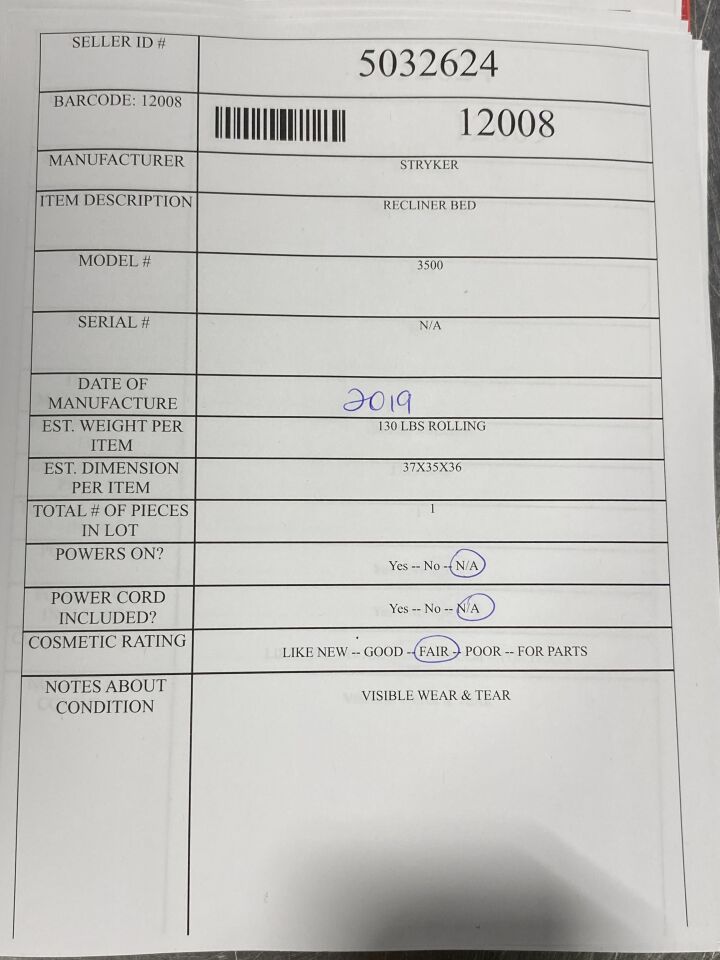 SELLER ID #
5032624
BARCODE: 12008
12008
MANUFACTURER
STRYKER
ITEM DESCRIPTION
RECLINER BED
MODEL #
3500
SERIAL #
N/A
DATE OF
MANUFACTURE
2019
EST. WEIGHT PER
ITEM
130 LBS ROLLING
EST. DIMENSION
PER ITEM
37X35X36
TOTAL # OF PIECES
IN LOT
1
POWERS ON?
Yes -- No -- N/A
POWER CORD
INCLUDED?
Yes -- No -- N/A
COSMETIC RATING
LIKE NEW -- GOOD -- FAIR -- POOR -- FOR PARTS
NOTES ABOUT
CONDITION
VISIBLE WEAR & TEAR